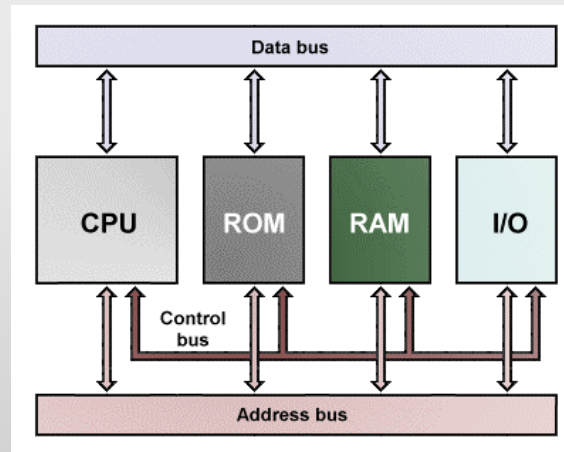 Data bus
CPU
ROM
RAM
I/O
Control
bus
Address bus